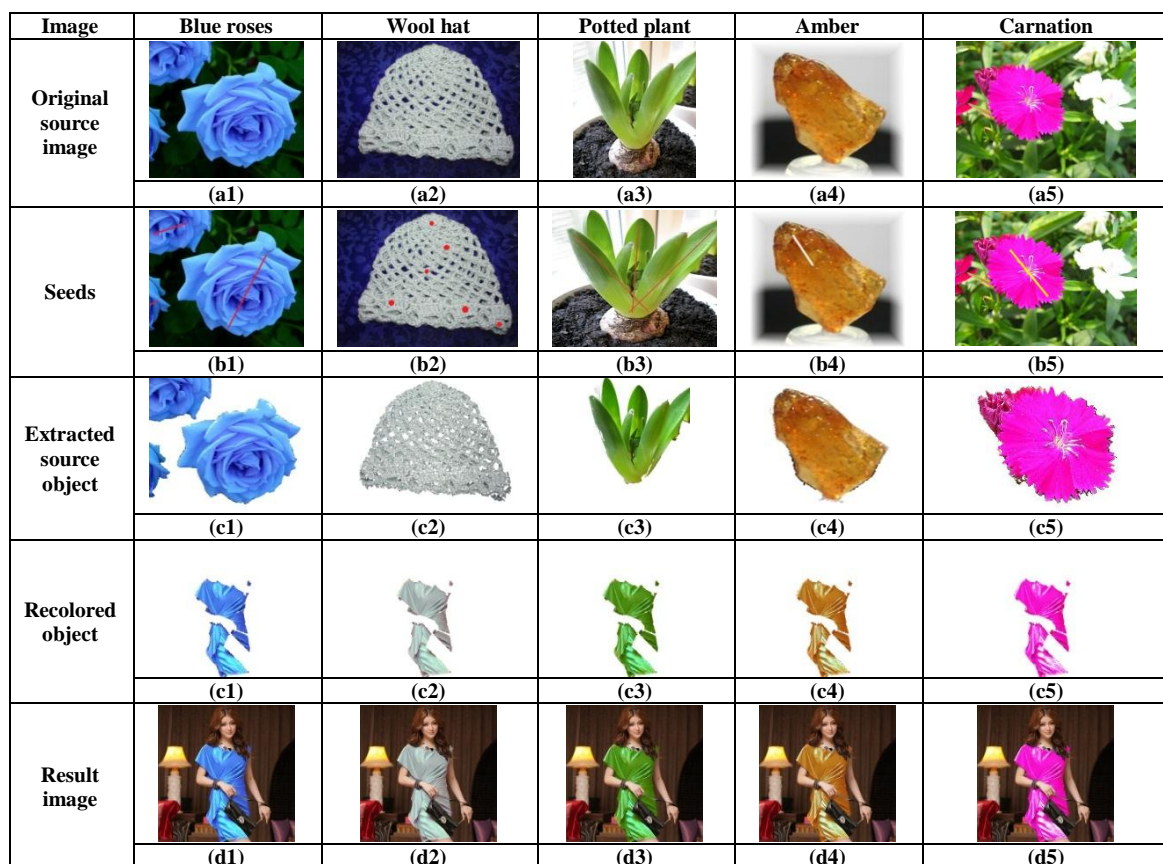 Image Blue roses Wool hat Potted plant Amber Carnation
Original
source
image
(a1) (a2) (a3) (a4) (a5)
Seeds
(b1) (b2) (b3) (b4) (b5)
Extracted
source
object
(c1) (c2) (c3) (c4) (c5)
Recolored
object
(c1) (c2) (c3) (c4) (c5)
Result
image
(d1) (d2) (d3) (d4) (d5)